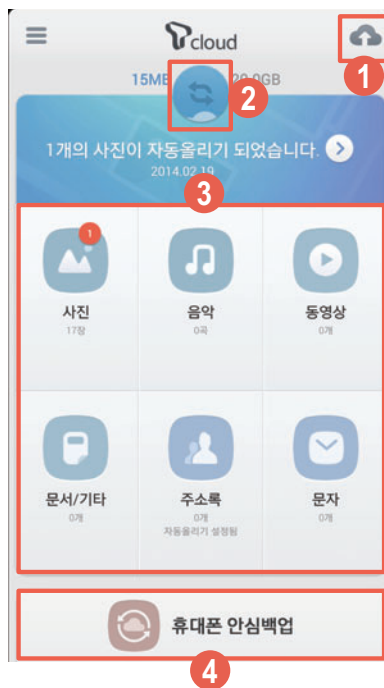 Tcloud
1
15MB 20.0GB
2
1개의 사진이 자동올리기 되었습니다.
2014.02.19
3
1
사진 음악 동영상
17장 0곡 0개
문서/기타 주소록 문자
0개 0개 0개
자동올리기 설정됨
휴대폰 안심백업
4